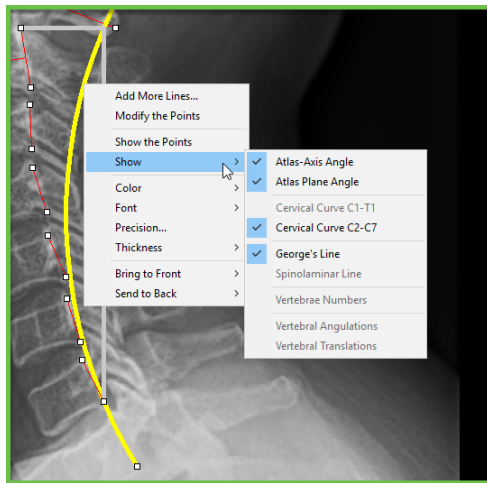 Add More Lines...
Modify the Points
Show the Points
Show
Color
Font
Precision...
Thickness
Bring to Front
Send to Back
Atlas-Axis Angle
Atlas Plane Angle
Cervical Curve C1-T1
Cervical Curve C2-C7
George's Line
Spinolaminar Line
Vertebrae Numbers
Vertebral Angulations
Vertebral Translations